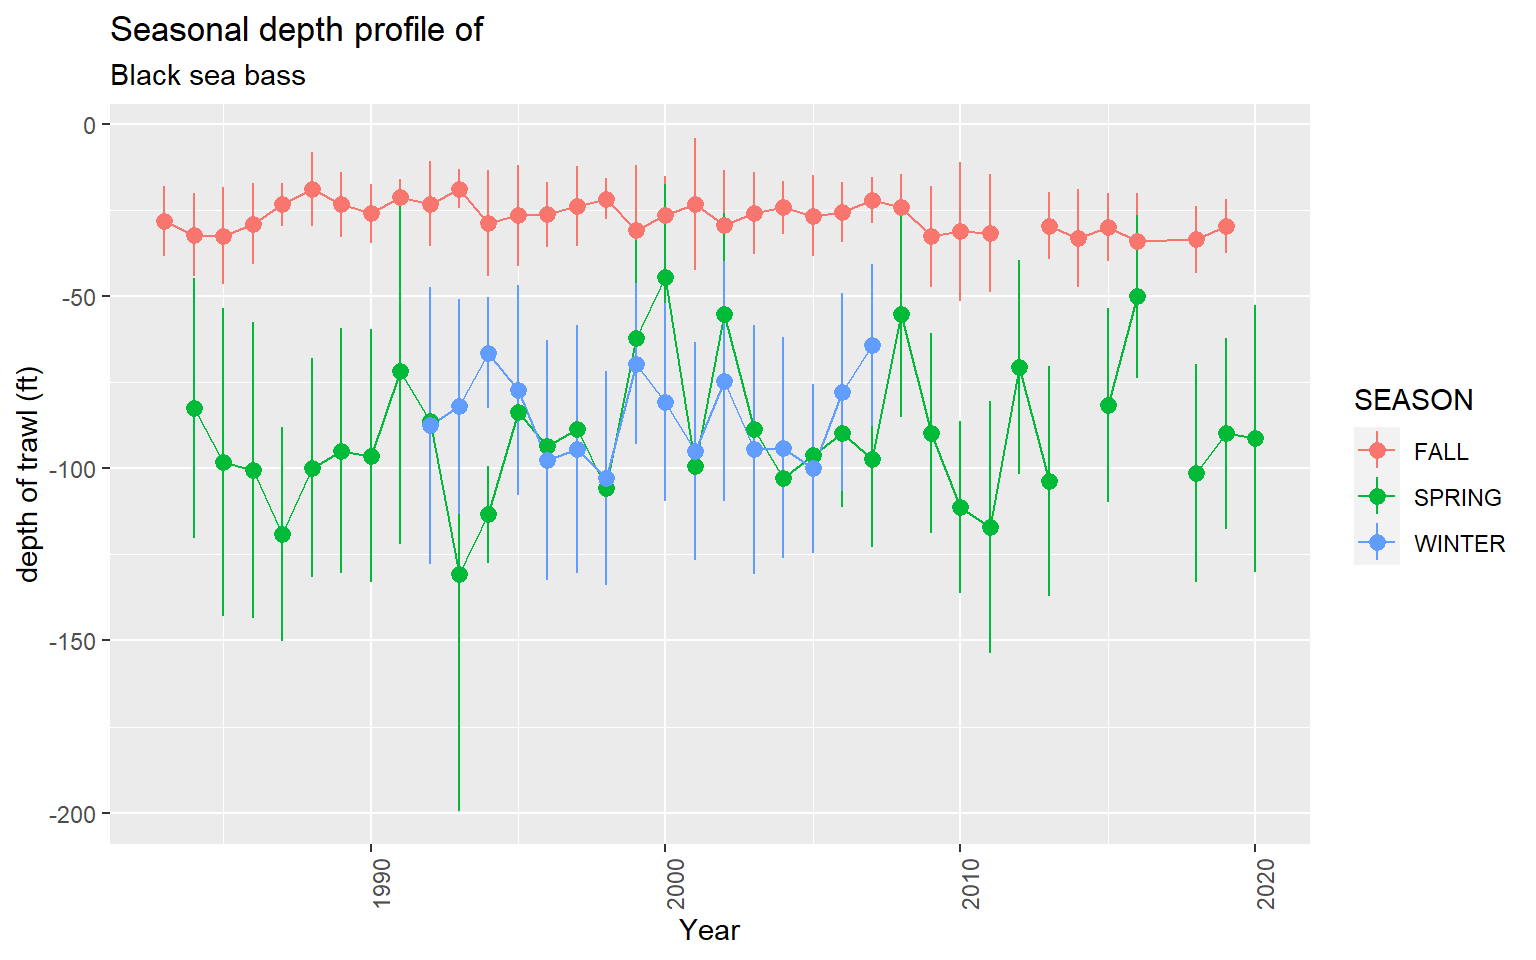 Seasonal depth profile of
Black sea bass
0
-50
-100
-150
-200
depth of trawl (ft)
1990
2000
2010
2020
Year
SEASON
FALL
SPRING
WINTER